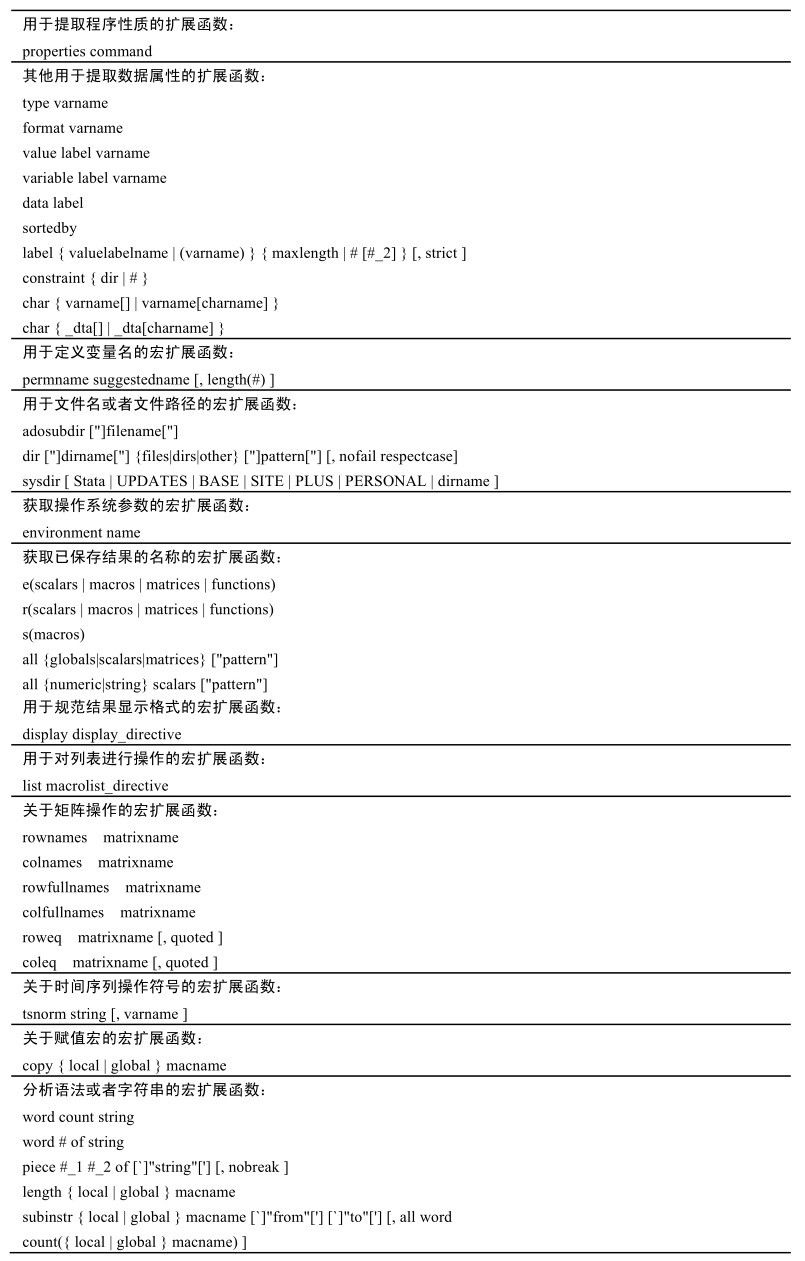 用于提取程序性质的扩展函数：
properties command
其他用于提取数据属性的扩展函数：
type varname
format varname
value label varname
variable label varname
data label
sortedby
label { valuelabelname | (varname) } { maxlength | # [#_2] } [, strict ]
constraint { dir | # }
char { varname[] | varname[charname] }
char { _dta[] | _dta[charname] }
用于定义变量名的宏扩展函数：
permname suggestedname [, length(#) ]
用于文件名或者文件路径的宏扩展函数：
adosubdir ["]filename["]
dir ["]dirname["] {files|dirs|other} ["]pattern["] [, nofail respectcase]
sysdir [ Stata | UPDATES | BASE | SITE | PLUS | PERSONAL | dirname ]
获取操作系统参数的宏扩展函数：
environment name
获取已保存结果的名称的宏扩展函数：
e(scalars | macros | matrices | functions)
r(scalars | macros | matrices | functions)
s(macros)
all {globals|scalars|matrices} ["pattern"]
all {numeric|string} scalars ["pattern"]
用于规范结果显示格式的宏扩展函数：
display display_directive
用于对列表进行操作的宏扩展函数：
list macrolist_directive
关于矩阵操作的宏扩展函数：
rownames matrixname
colnames matrixname
rowfullnames matrixname
colfullnames matrixname
roweq matrixname [, quoted ]
coleq matrixname [, quoted ]
关于时间序列操作符号的宏扩展函数：
tsnorm string [, varname ]
关于赋值宏的宏扩展函数：
copy { local | global } macname
分析语法或者字符串的宏扩展函数：
word count string
word # of string
piece #_1 #_2 of [`]"string"['] [, nobreak ]
length { local | global } macname
subinstr { local | global } macname [`]"from"['] [`]"to"['] [, all word
count({ local | global } macname) ]